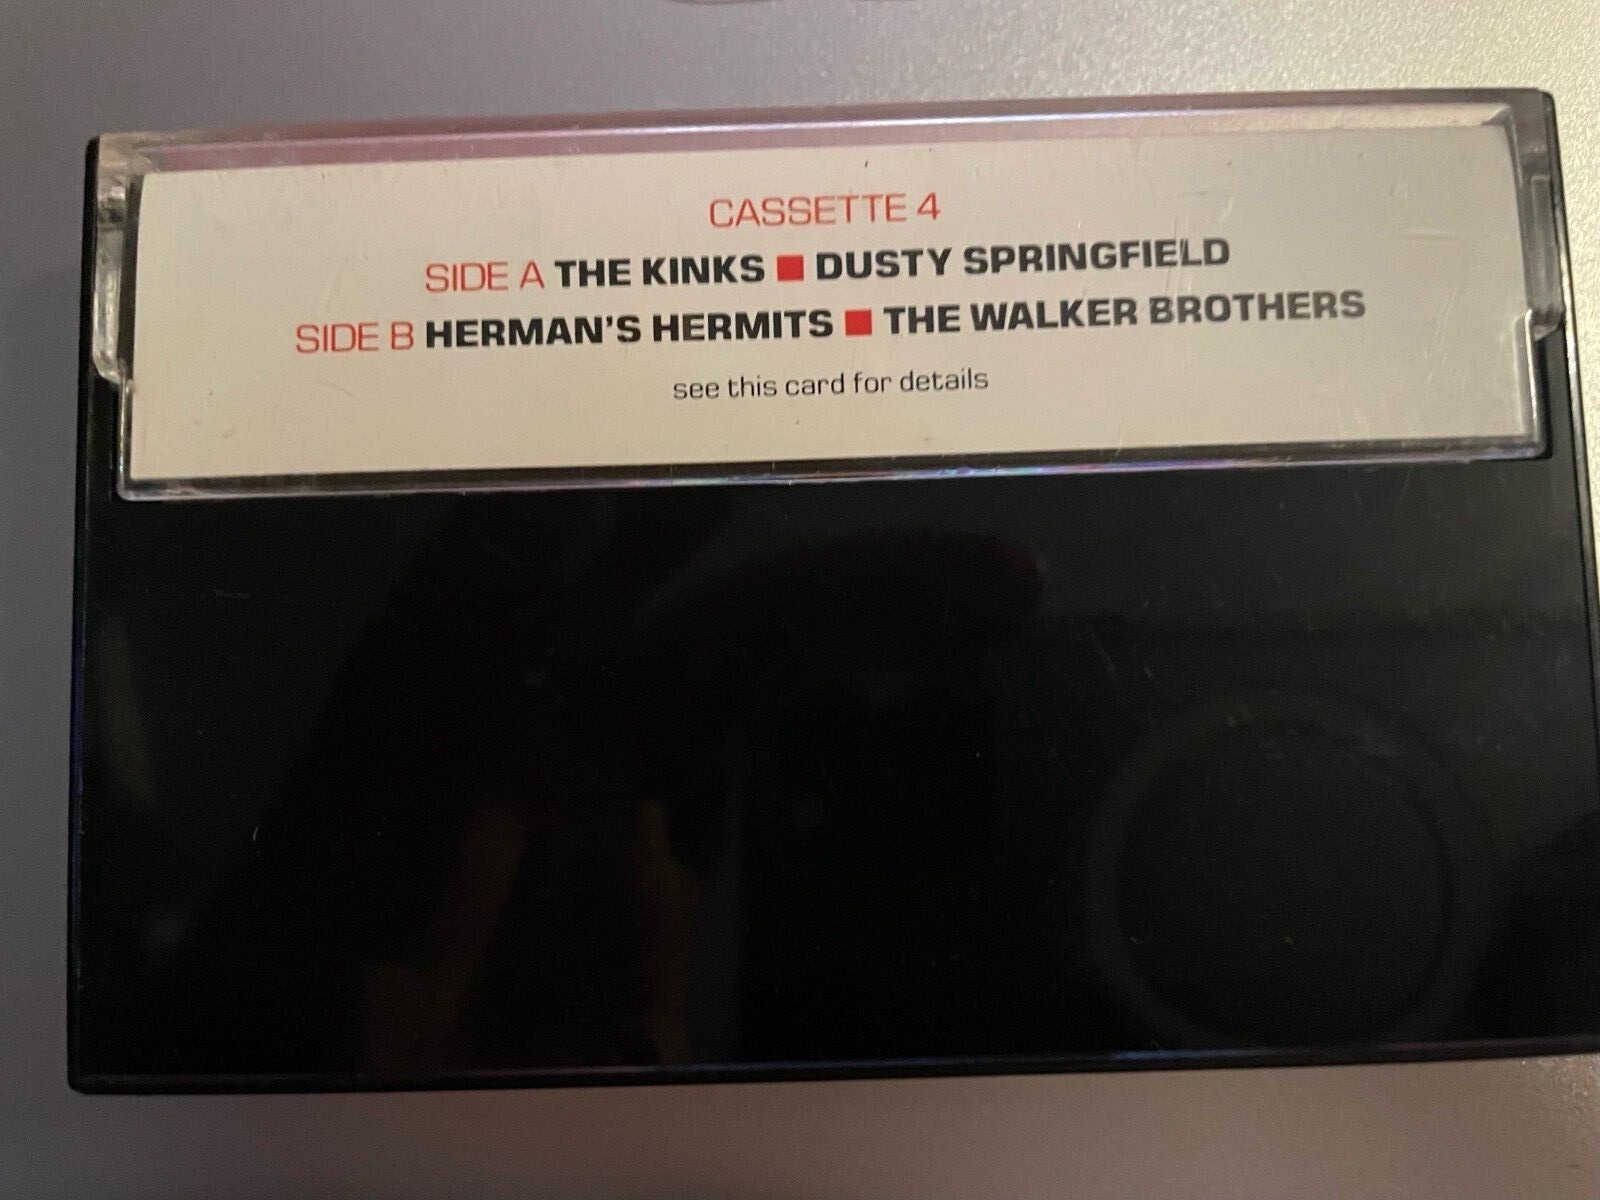 CASSETTE 4
SIDE A THE KINKS ■ DUSTY SPRINGFIELD
SIDE B HERMAN'S HERMITS ■ THE WALKER BROTHERS
see this card for details